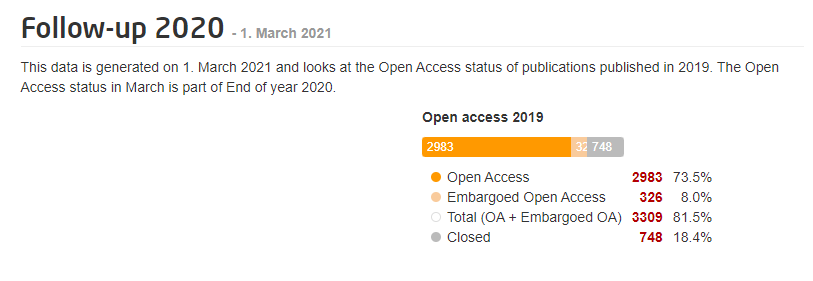 Follow-up 2020 - 1. March 2021
This data is generated on 1. March 2021 and looks at the Open Access status of publications published in 2019. The Open
Access status in March is part of End of year 2020.
Open access 2019
2983 32 748
Open Access 2983 73.5%
Embargoed Open Access 326 8.0%
Total (OA + Embargoed OA) 3309 81.5%
Closed 748 18.4%